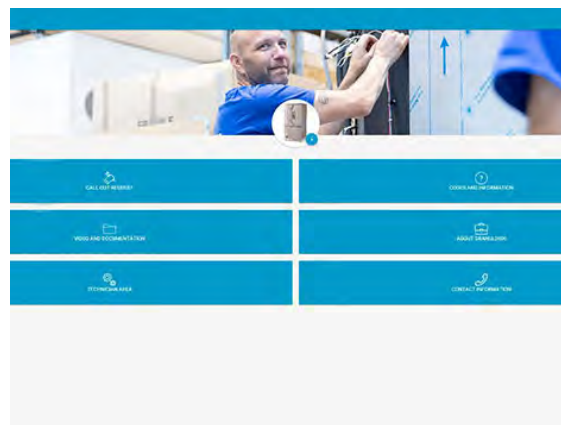 CALL OUT REQUEST
CODES AND INFORMATION
VIDEO AND DOCUMENTATION
ABOUT
TECHNICIAN AREA
CONTACT INFORMATION